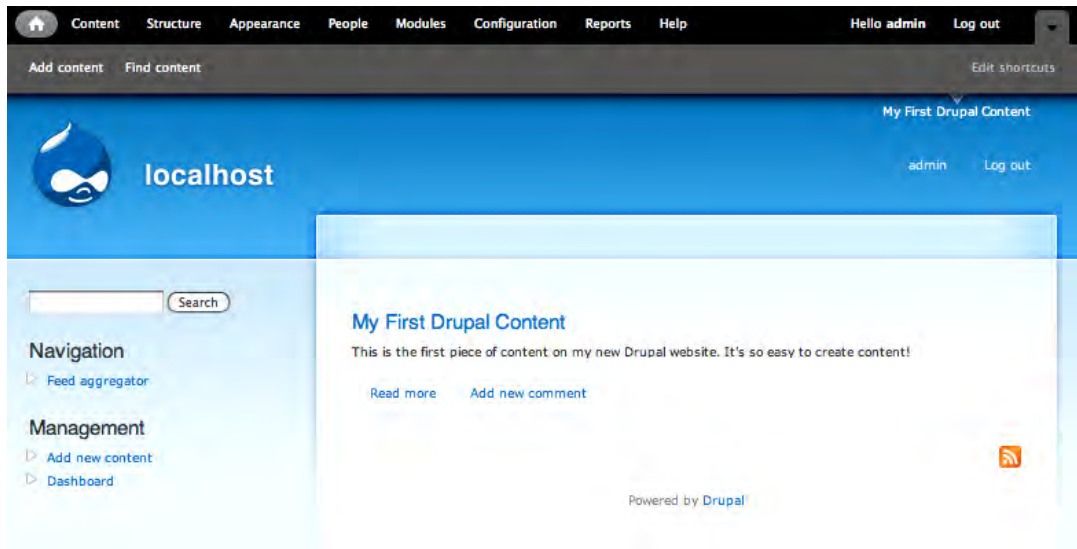 Content Structure Appearance People Modules Configuration Reports Help Hello admin Log out
Add content Find content Edit shortcuts
My First Drupal Content
admin Log out
localhost
Search
Navigation
Feed aggregator
Management
Add new content
Dashboard
My First Drupal Content
This is the first piece of content on my new Drupal website. It's so easy to create content!
Read more Add new comment
Powered by Drupal